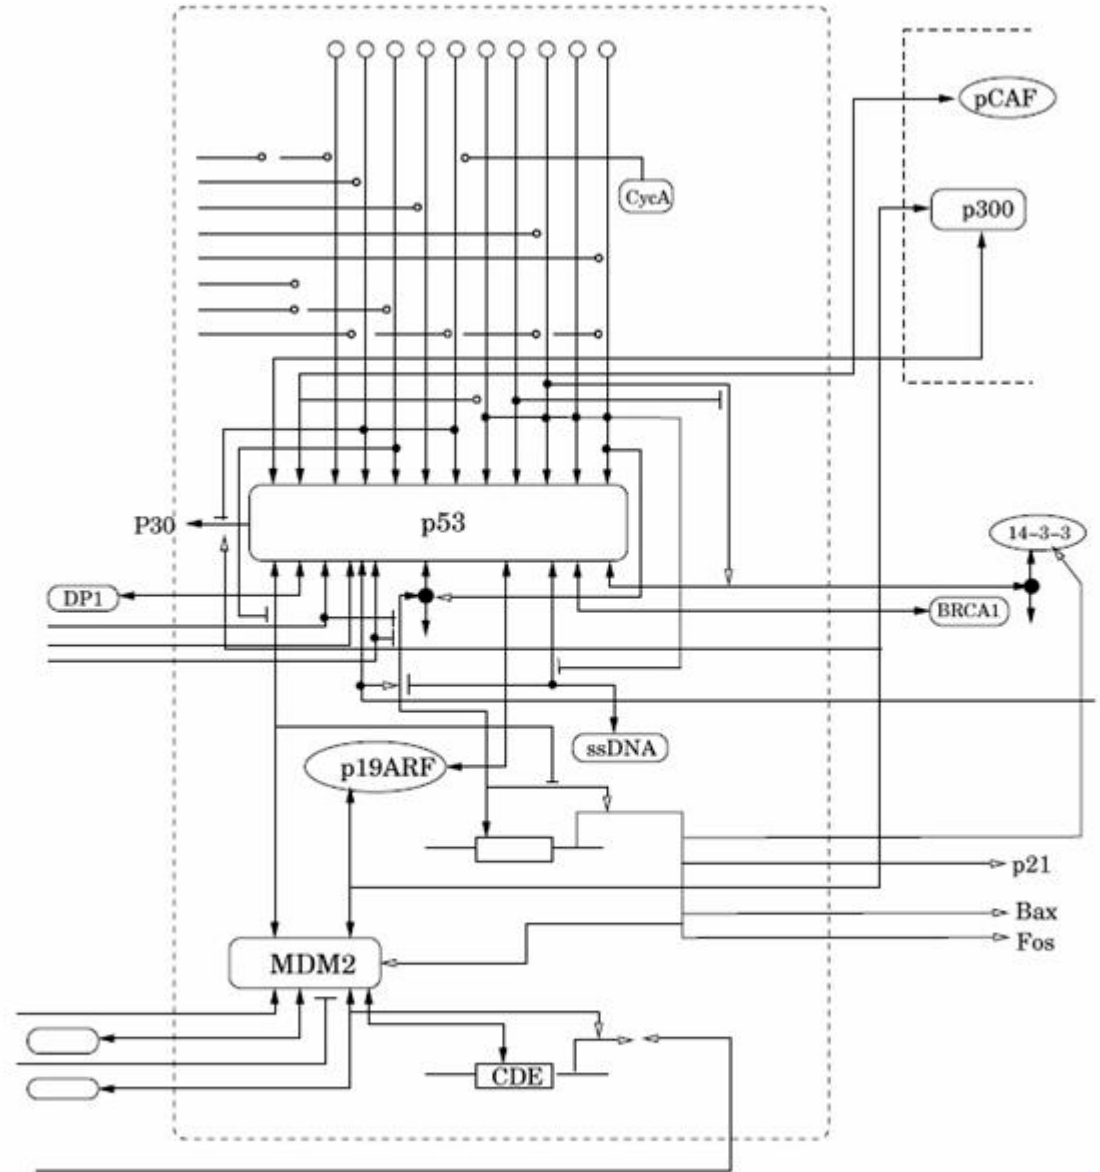 pCAF
CycA
p300
p53
P30
14-3-3
DP1
BRCA1
ssDNA
p19ARF
p21
Bax
Fos
MDM2
CDE